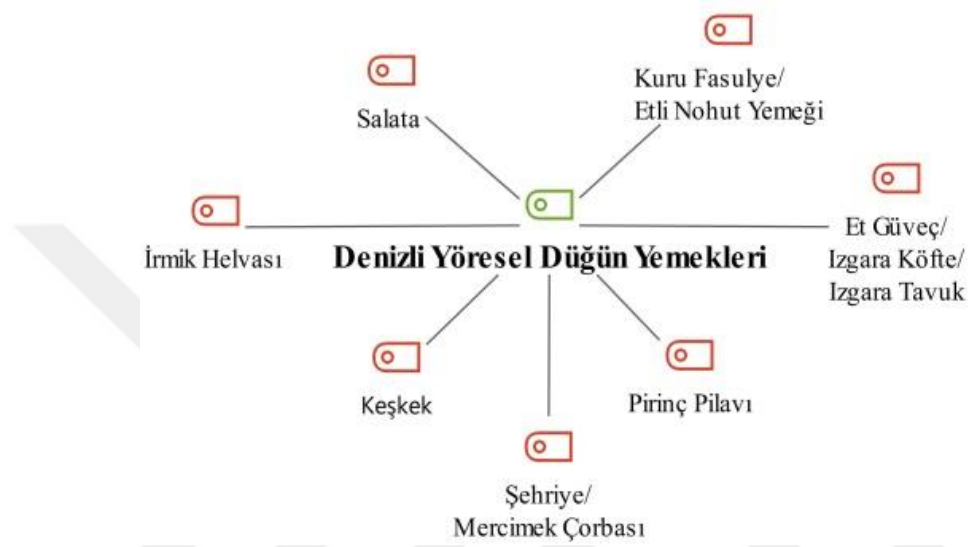 Kuru Fasulye/
Etli Nohut Yemeği
Salata
Et Güveç/
Izgara Köfte/
Izgara Tavuk
İrmik Helvası
Denizli Yöresel Düğün Yemekleri
Keşkek
Pirinç Pilavı
Şehriye/
Mercimek Çorbası